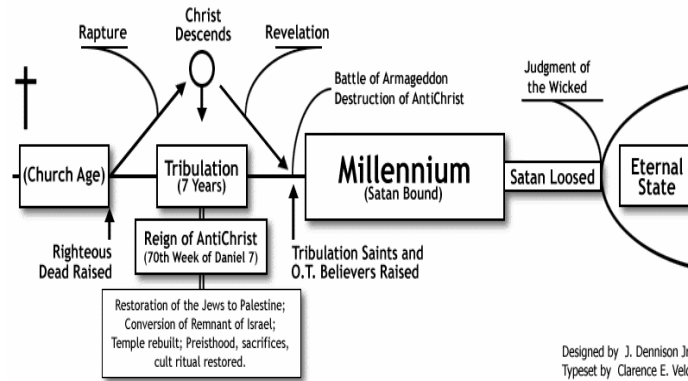 Christ
Descends
Rapture
Revelation
Battle of Armageddon
Destruction of AntiChrist
Judgment of
the Wicked
(Church Age)
Tribulation
(7 Years)
Millennium
(Satan Bound)
Satan Loosed
Eternal
State
Righteous
Dead Raised
Reign of AntiChrist
(70th Week of Daniel 7)
Tribulation Saints and
O.T. Believers Raised
Restoration of the Jews to Palestine;
Conversion of Remnant of Israel;
Temple rebuilt; Preisthood, sacrifices,
cult ritual restored.
Designed by J. Dennison Jr
Typeset by Clarence E.